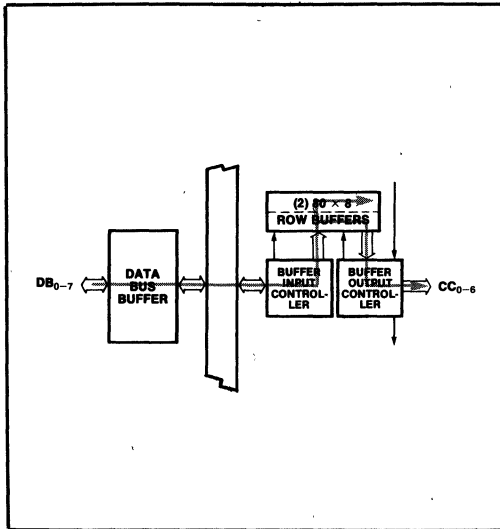 (2) 80 × 8
ROW BUFFERS
DB0–7
DATA
BUS
BUFFER
BUFFER
INPUT
CONTROL-
LER
BUFFER
OUTPUT
CONTROL-
LER
CC0–6